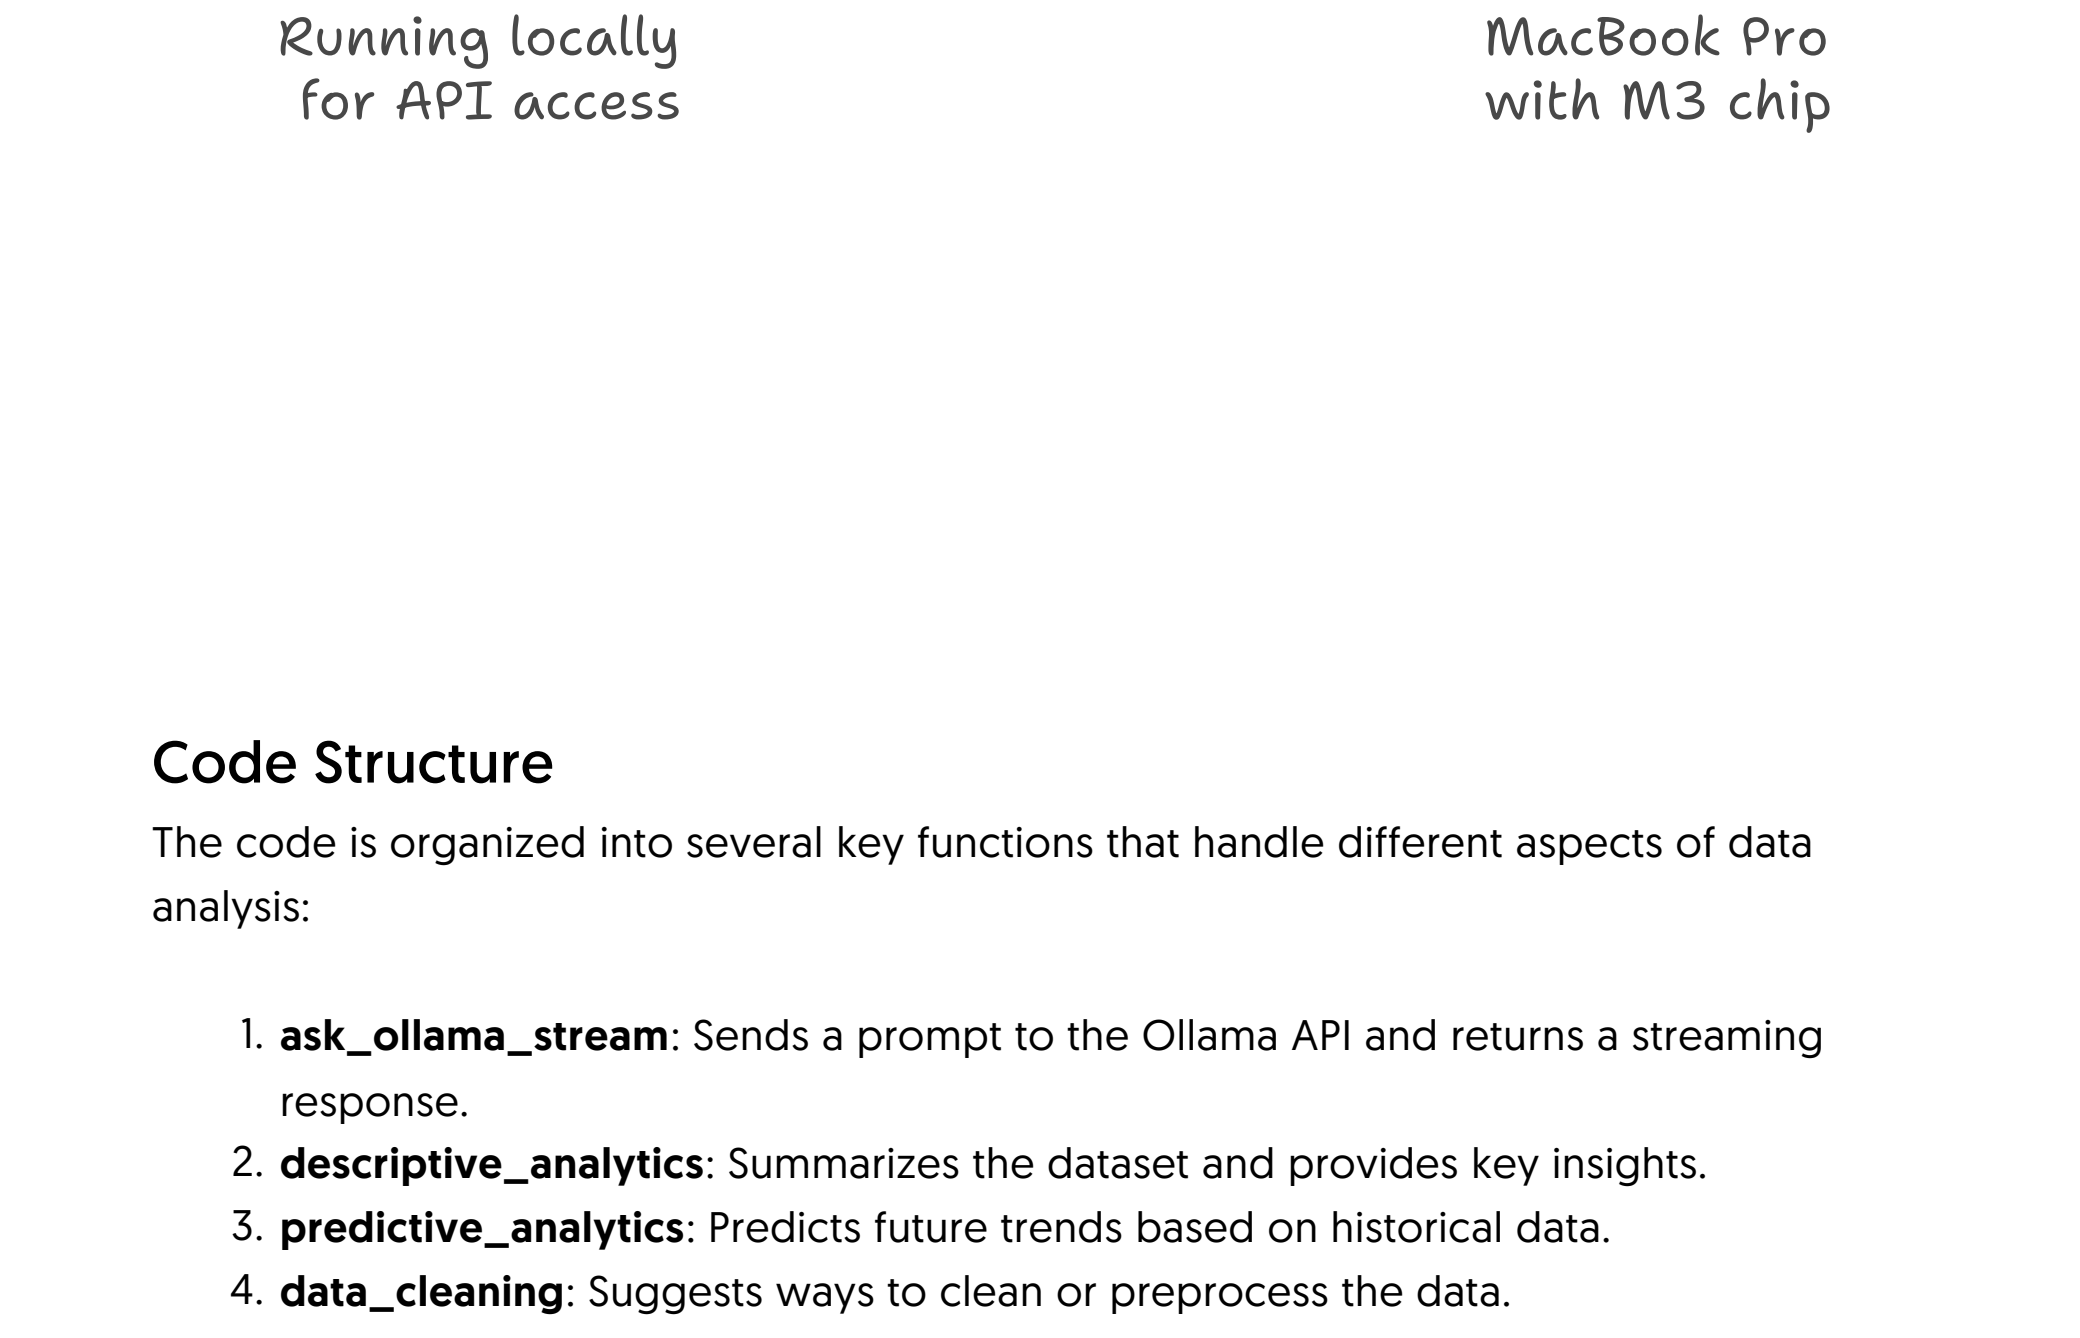 Running locally
for API access
MacBook Pro
with M3 chip
Code Structure
The code is organized into several key functions that handle different aspects of data
analysis:
1. ask_ollama_stream: Sends a prompt to the Ollama API and returns a streaming
response.
2. descriptive_analytics: Summarizes the dataset and provides key insights.
3. predictive_analytics: Predicts future trends based on historical data.
4. data_cleaning: Suggests ways to clean or preprocess the data.